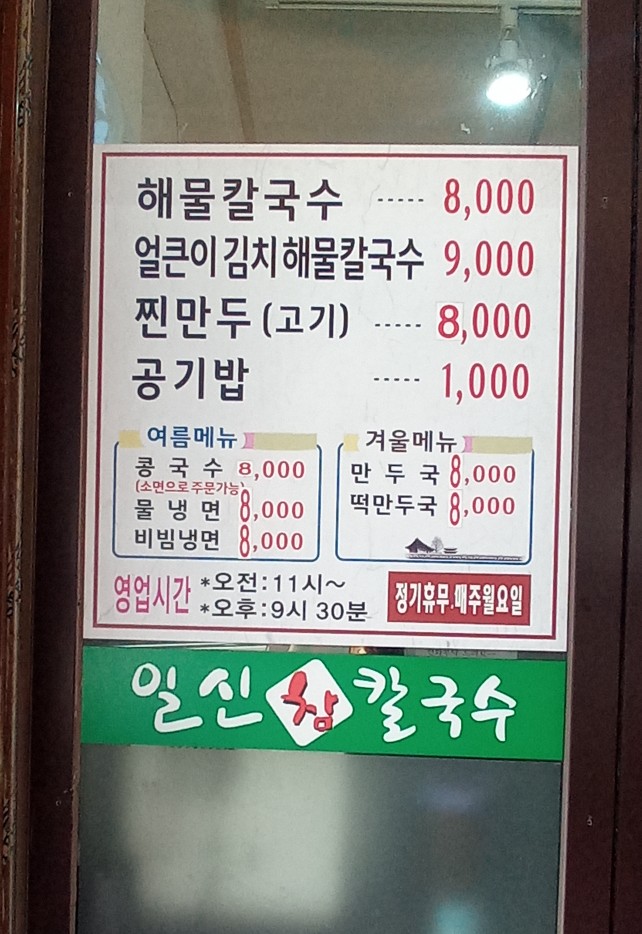 해물칼국수 ----- 8,000
얼큰이김치해물칼국수 9,000
찐만두(고기) ----- 8,000
공기밥 ----- 1,000
여름메뉴
콩국수 8,000
(소면으로주문가능)
물냉면 8,000
비빔냉면 8,000
겨울메뉴
만두국 8,000
떡만두국 8,000
영업시간
*오전:11시~
*오후:9시 30분
정기휴무.매주월요일
일신참칼국수